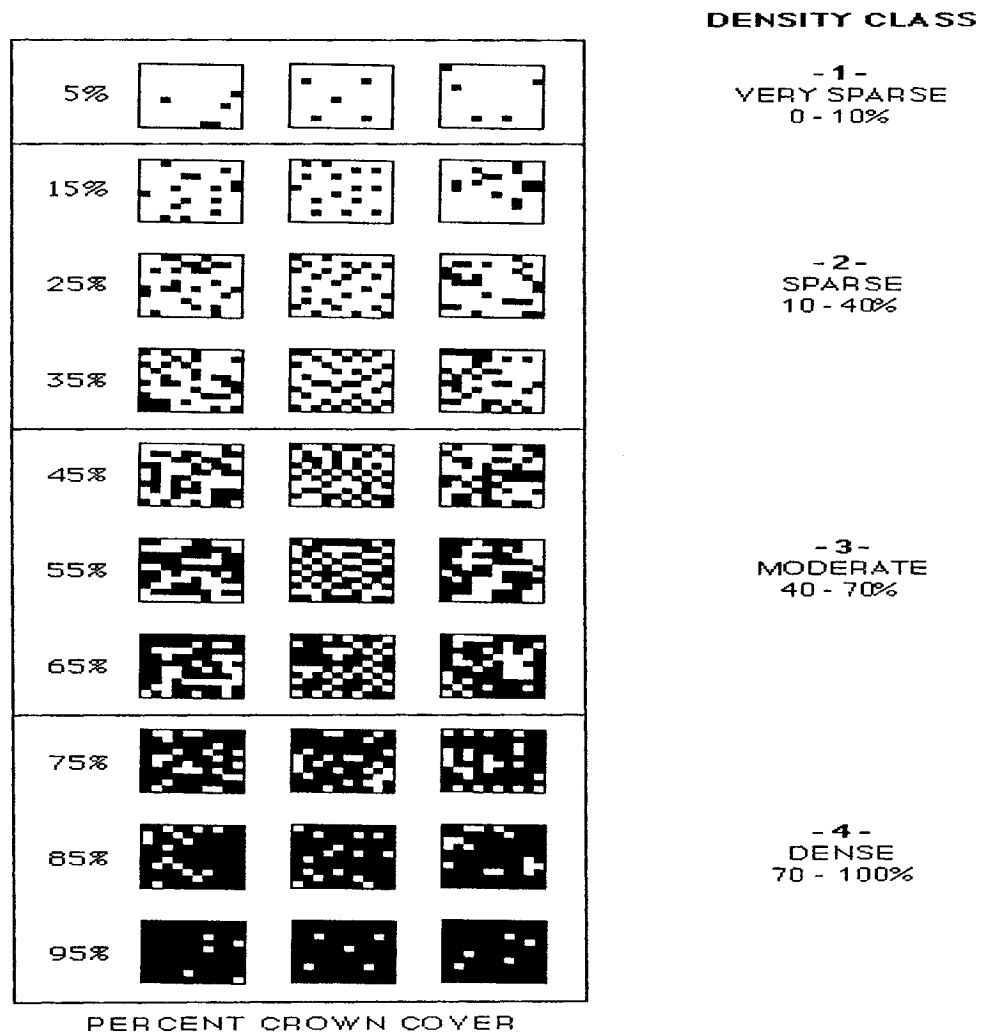 DENSITY CLASS
5%
- 1 -
VERY SPARSE
0 - 10%
15%
25%
- 2 -
SPARSE
10 - 40%
35%
45%
55%
- 3 -
MODERATE
40 - 70%
65%
75%
85%
- 4 -
DENSE
70 - 100%
95%
PERCENT CROWN COVER